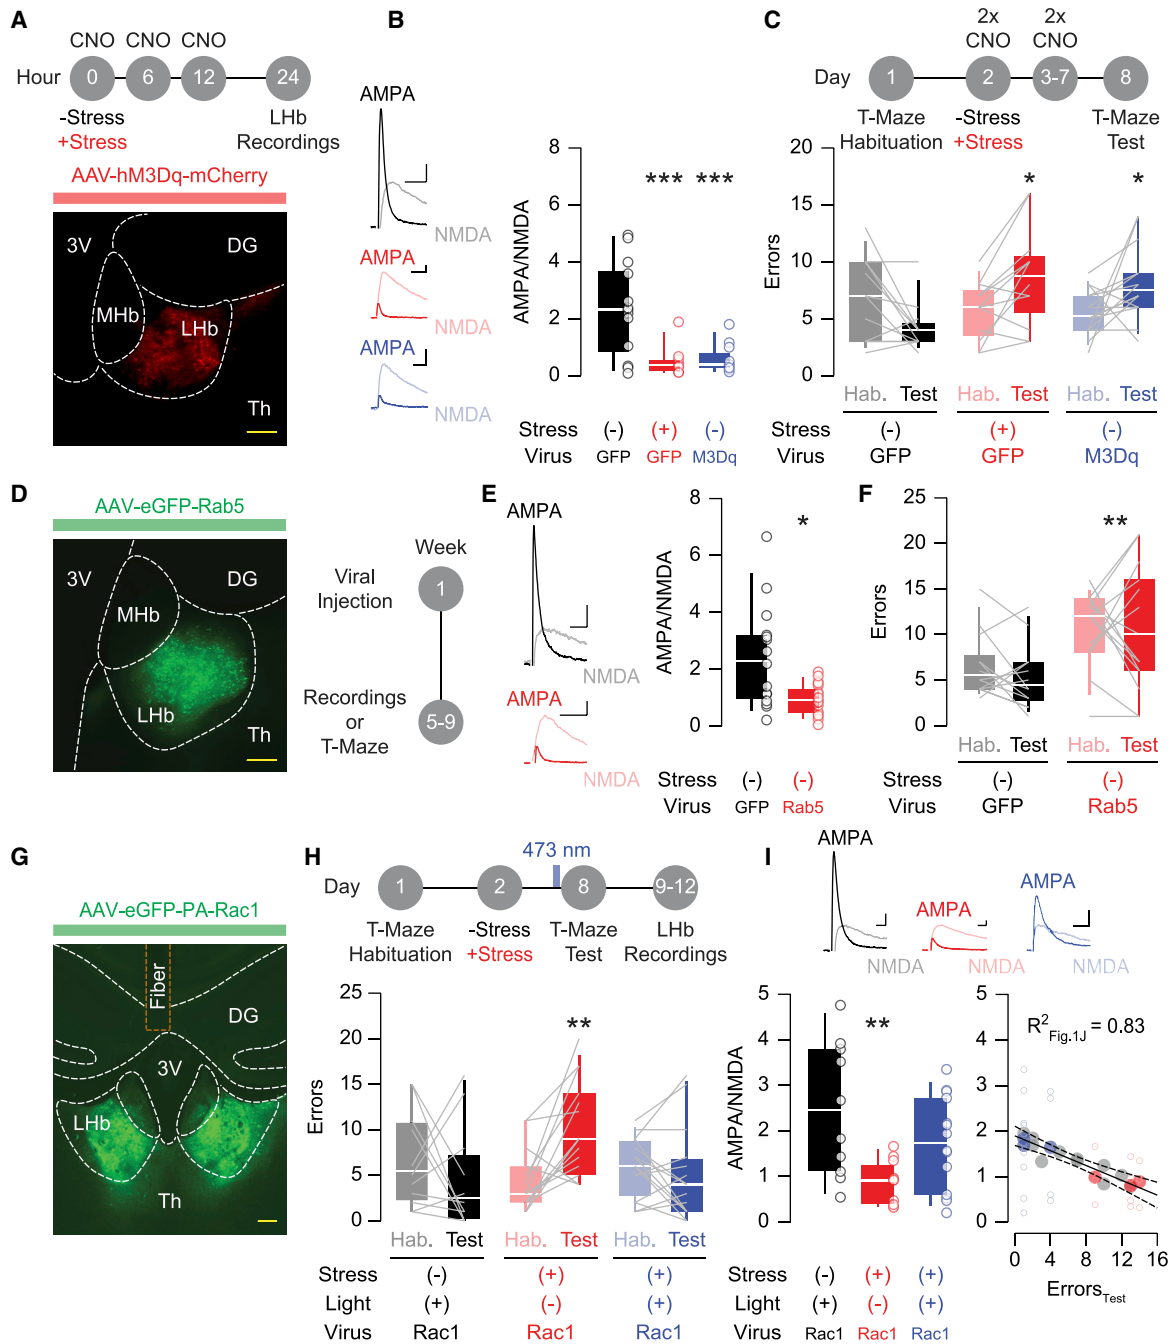 A
CNO CNO CNO
Hour 0 6 12 24
-Stress
+Stress
LHb
Recordings
AAV-hM3Dq-mCherry
3V
DG
MHb
LHb
Th
B
AMPA
NMDA
AMPA
NMDA
AMPA
NMDA
AMPA/NMDA
8
6
4
2
0
*** ***
Stress (-) (+) (-)
Virus GFP GFP M3Dq
C
2x
CNO
2x
CNO
Day 1 2 3-7 8
T-Maze
Habituation
-Stress
+Stress
T-Maze
Test
Errors
20
15
10
5
0
* *
Hab. Test Hab. Test Hab. Test
Stress (-) (+) (-)
Virus GFP GFP M3Dq
D
AAV-eGFP-Rab5
3V
DG
MHb
LHb
Th
Week
Viral
Injection
1
Recordings
or
T-Maze
5-9
E
AMPA
NMDA
AMPA
NMDA
AMPA/NMDA
8
6
4
2
0
*
Stress (-) (-)
Virus GFP Rab5
F
Errors
25
20
15
10
5
0
**
Hab. Test Hab. Test
Stress (-) (-)
Virus GFP Rab5
G
AAV-eGFP-PA-Rac1
Fiber
DG
3V
LHb
Th
H
473 nm
Day 1 2 8 9-12
T-Maze
Habituation
-Stress
+Stress
T-Maze
Test
LHb
Recordings
Errors
25
20
15
10
5
0
**
Hab. Test Hab. Test Hab. Test
Stress (-) (+) (+)
Light (+) (-) (+)
Virus Rac1 Rac1 Rac1
I
AMPA
NMDA
AMPA
NMDA
AMPA
NMDA
AMPA/NMDA
5
4
3
2
1
0
**
Stress (-) (+) (+)
Light (+) (-) (+)
Virus Rac1 Rac1 Rac1
R2Fig.1J = 0.83
5
4
3
2
1
0
0 4 8 12 16
ErrorsTest